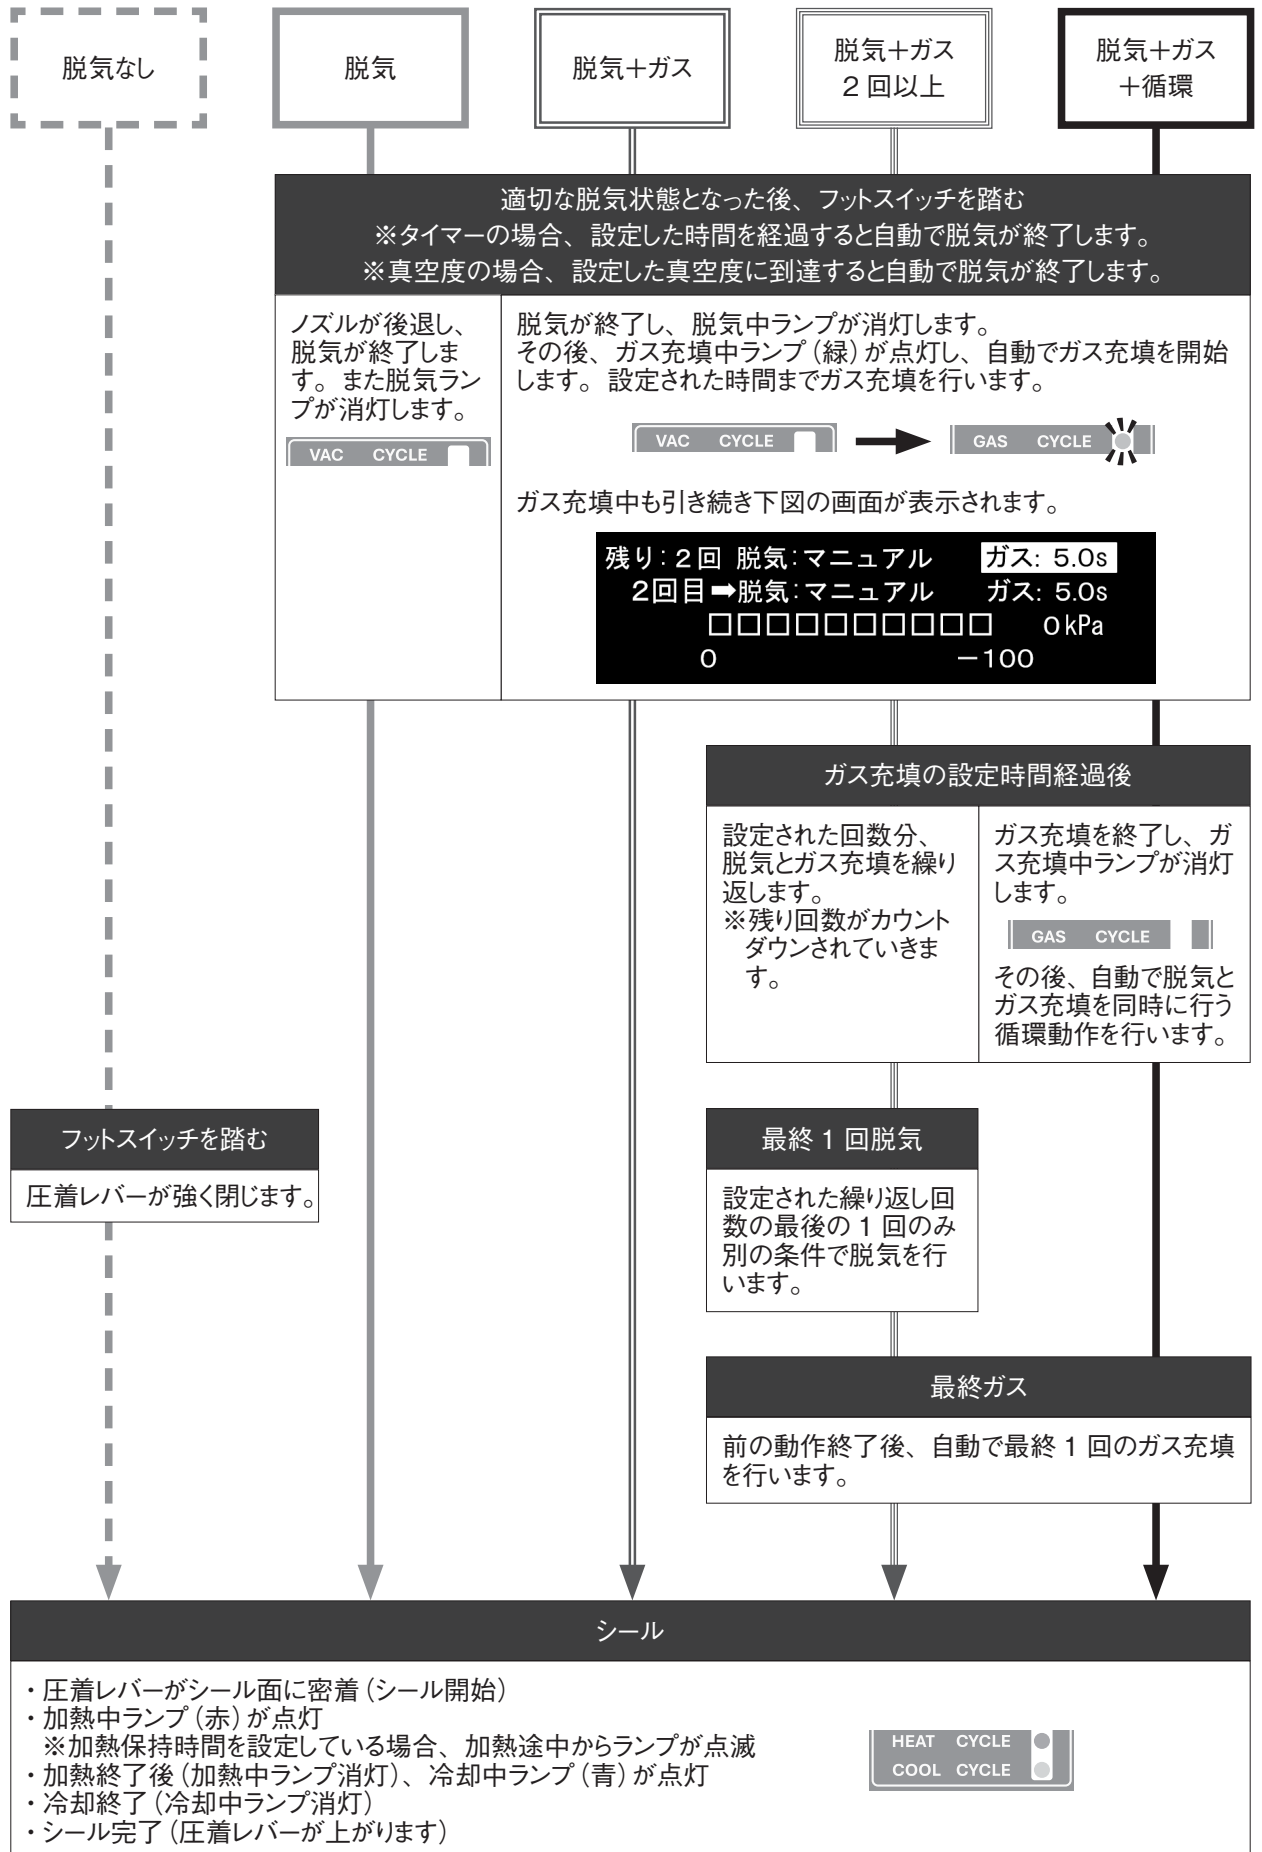 脱気なし
脱気
脱気＋ガス
脱気＋ガス
2 回以上
脱気＋ガス
＋循環
適切な脱気状態となった後、フットスイッチを踏む
※タイマーの場合、設定した時間を経過すると自動で脱気が終了します。
※真空度の場合、設定した真空度に到達すると自動で脱気が終了します。
ノズルが後退し、
脱気が終了しま
す。また脱気ラン
プが消灯します。
VAC CYCLE
脱気が終了し、脱気中ランプが消灯します。
その後、ガス充填中ランプ（緑）が点灯し、自動でガス充填を開始
します。設定された時間までガス充填を行います。
VAC CYCLE
GAS CYCLE
ガス充填中も引き続き下図の画面が表示されます。
残り：2回 脱気：マニュアル ガス：5.0s
2回目➡脱気：マニュアル ガス：5.0s
□□□□□□□□□□ 0kPa
0 －100
ガス充填の設定時間経過後
設定された回数分、
脱気とガス充填を繰り
返します。
※残り回数がカウント
ダウンされていきま
す。
ガス充填を終了し、ガ
ス充填中ランプが消灯
します。
GAS CYCLE
その後、自動で脱気と
ガス充填を同時に行う
循環動作を行います。
フットスイッチを踏む
圧着レバーが強く閉じます。
最終 1 回脱気
設定された繰り返し回
数の最後の 1 回のみ
別の条件で脱気を行
います。
最終ガス
前の動作終了後、自動で最終 1 回のガス充填
を行います。
シール
・圧着レバーがシール面に密着（シール開始）
・加熱中ランプ（赤）が点灯
※加熱保持時間を設定している場合、加熱途中からランプが点滅
・加熱終了後（加熱中ランプ消灯）、冷却中ランプ（青）が点灯
・冷却終了（冷却中ランプ消灯）
・シール完了（圧着レバーが上がります）
HEAT CYCLE
COOL CYCLE